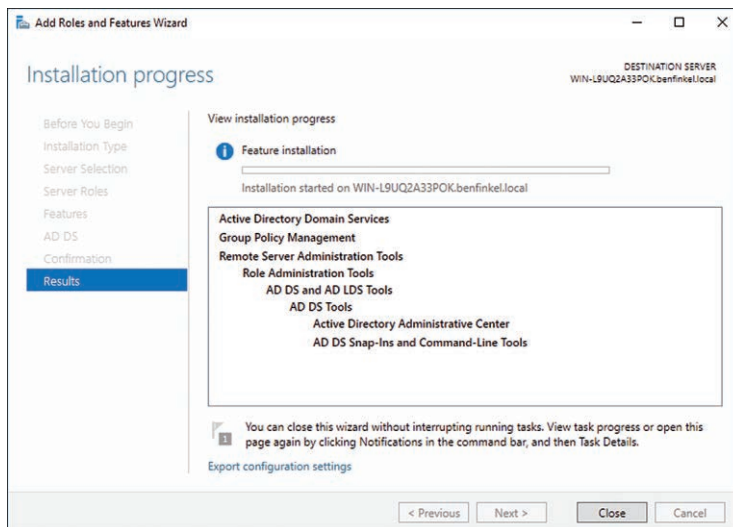 Add Roles and Features Wizard
Installation progress
DESTINATION SERVER
WIN-L9UQ2A33POK.benfinkel.local
Before You Begin
Installation Type
Server Selection
Server Roles
Features
AD DS
Confirmation
Results
View installation progress
Feature installation
Installation started on WIN-L9UQ2A33POK.benfinkel.local
Active Directory Domain Services
Group Policy Management
Remote Server Administration Tools
Role Administration Tools
AD DS and AD LDS Tools
AD DS Tools
Active Directory Administrative Center
AD DS Snap-Ins and Command-Line Tools
1
You can close this wizard without interrupting running tasks. View task progress or open this
page again by clicking Notifications in the command bar, and then Task Details.
Export configuration settings
< Previous
Next >
Close
Cancel